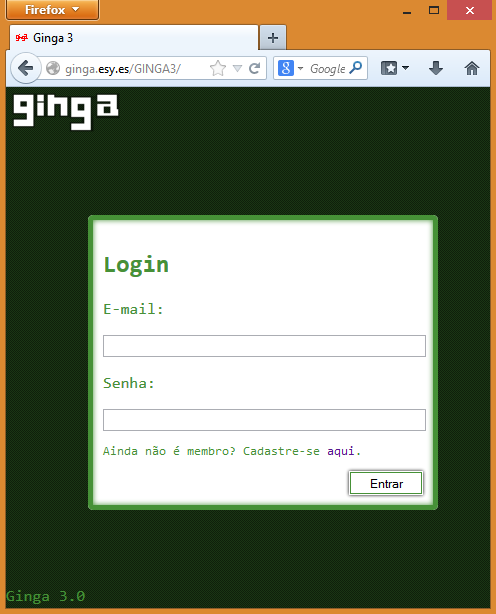 Firefox
Ginga 3
ginga.esy.es/GINGA3/
Google
ginga
Login
E-mail:
Senha:
Ainda não é membro? Cadastre-se aqui.
Entrar
Ginga 3.0